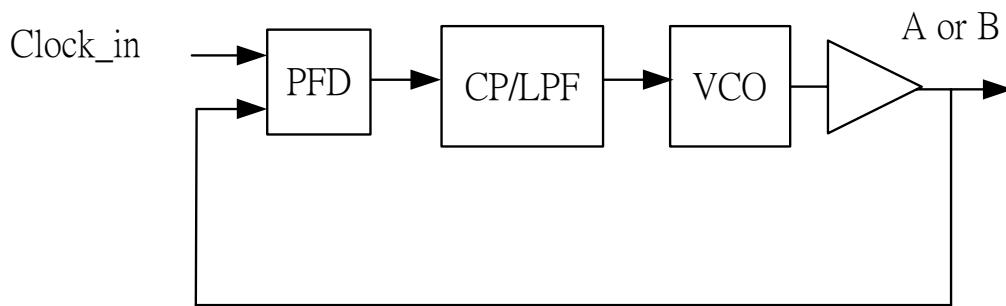 A or B
Clock_in
PFD
CP/LPF
VCO